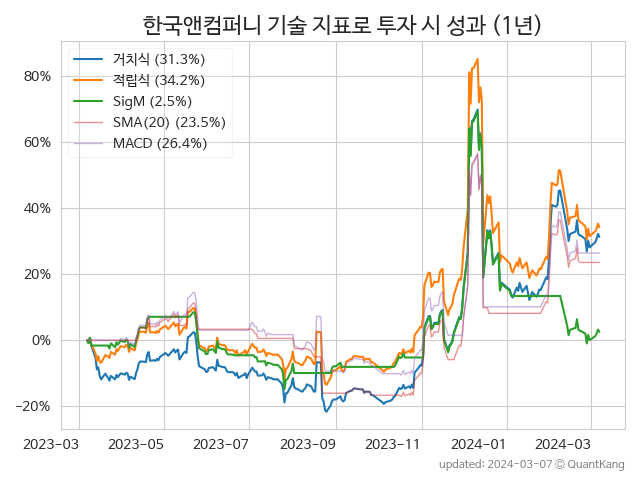 한국앤컴퍼니 기술 지표로 투자 시 성과 (1년)
거치식 (31.3%)
적립식 (34.2%)
SigM (2.5%)
SMA(20) (23.5%)
MACD (26.4%)
80%
60%
40%
20%
0%
−20%
2023-03 2023-05 2023-07 2023-09 2023-11 2024-01 2024-03
updated: 2024-03-07 © QuantKang